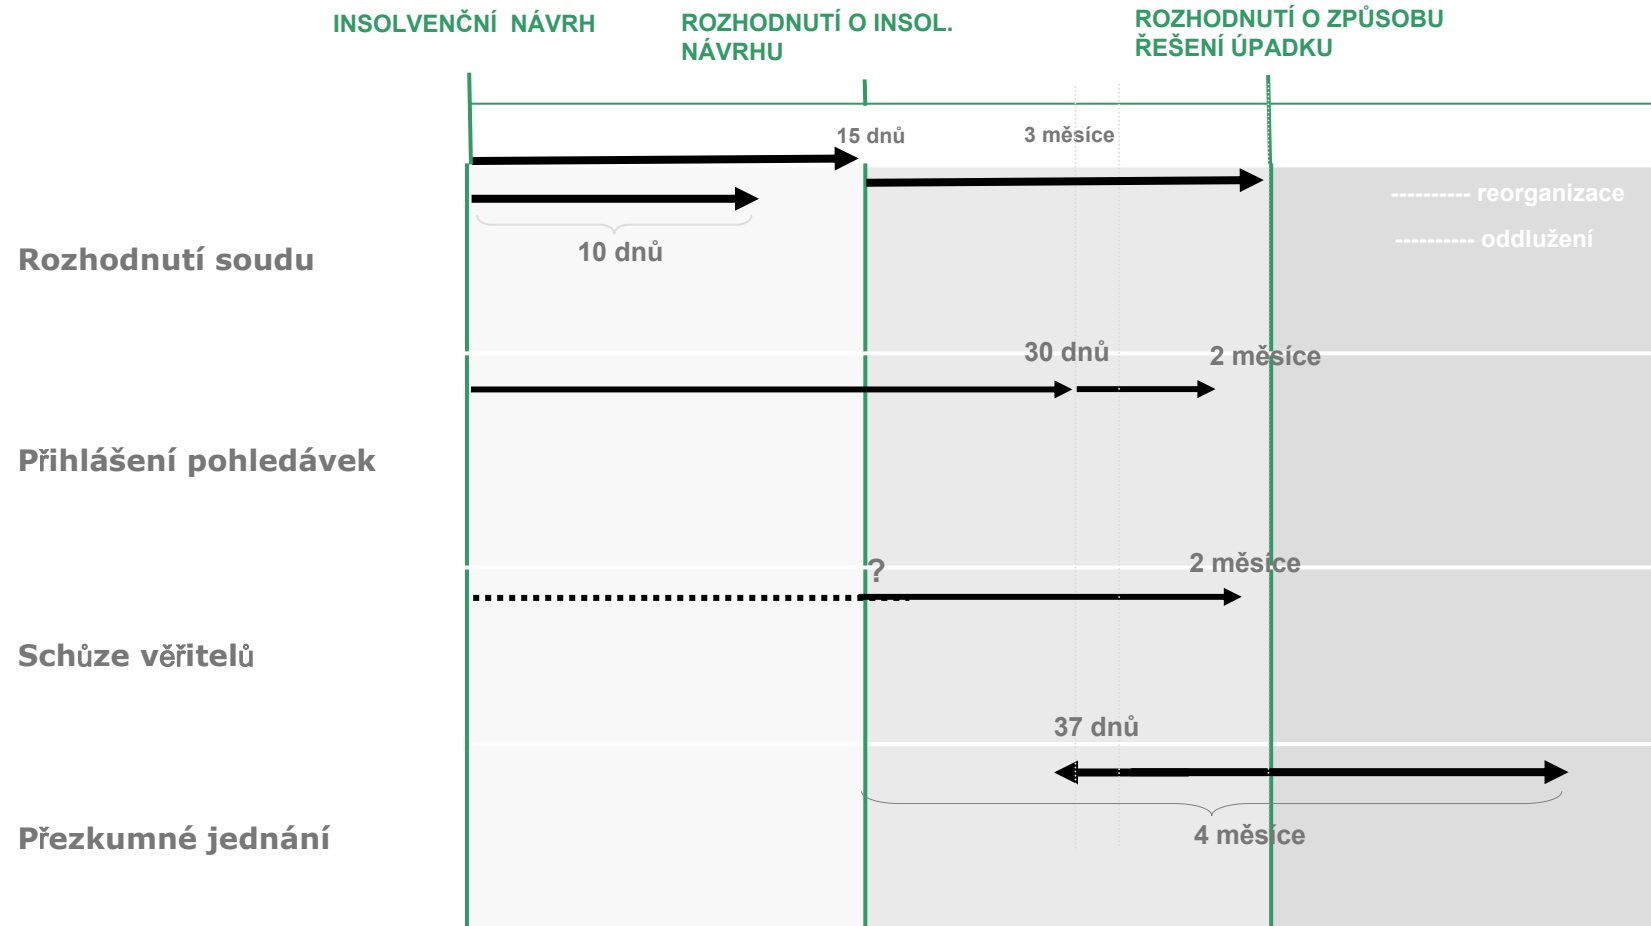 INSOLVENČNÍ  NÁVRH
ROZHODNUTÍ O INSOL.
NÁVRHU
ROZHODNUTÍ O ZPŮSOBU
ŘEŠENÍ ÚPADKU
15 dnů
3 měsíce
---------- reorganizace
---------- oddlužení
10 dnů
Rozhodnutí soudu
30 dnů
2 měsíce
Přihlášení pohledávek
?
2 měsíce
Schůze věřitelů
37 dnů
4 měsíce
Přezkumné jednání